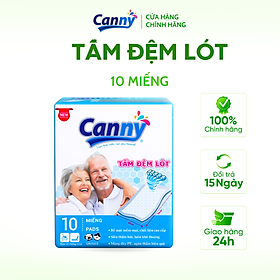 Canny
CỬA HÀNG
CHÍNH HÃNG
TẤM ĐỆM LÓT
10 MIẾNG
Canny
TẤM ĐỆM LÓT
10 MIẾNG
PADS
100%
Chính hãng
Đổi trả
15 Ngày
Giao hàng
24h